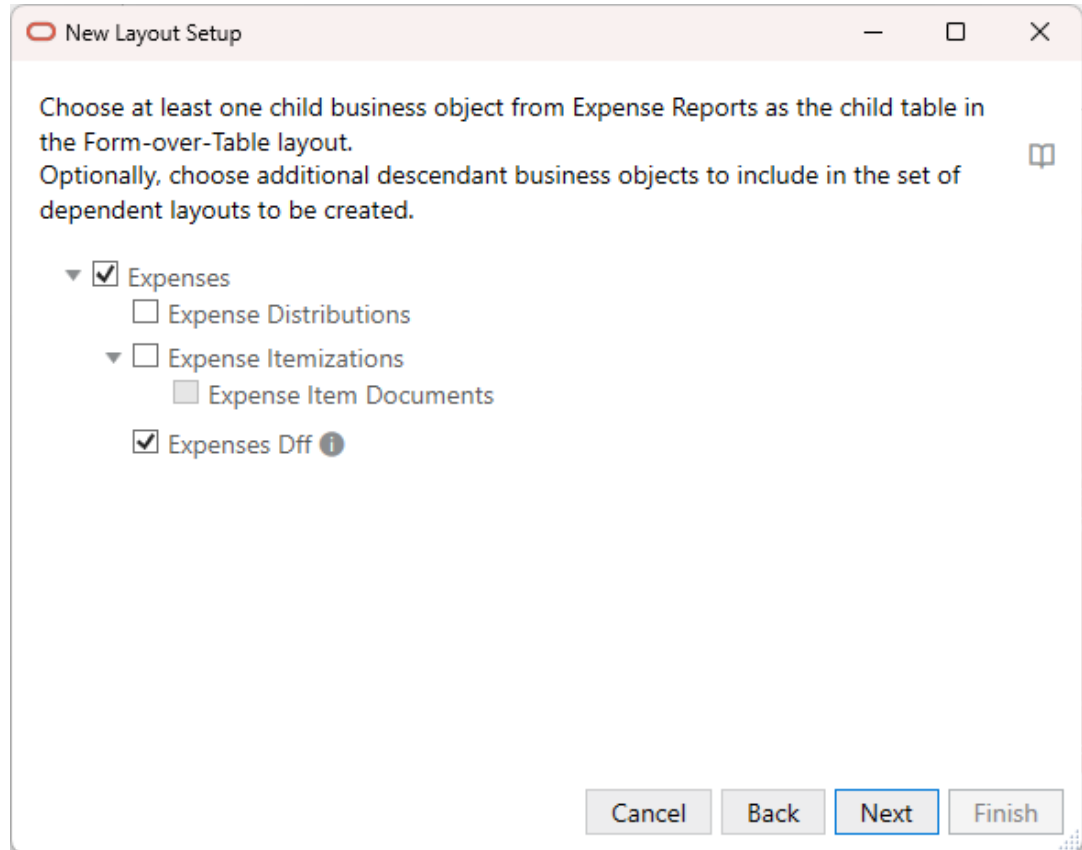 New Layout Setup
Choose at least one child business object from Expense Reports as the child table in
the Form-over-Table layout.
Optionally, choose additional descendant business objects to include in the set of
dependent layouts to be created.
Expenses
Expense Distributions
Expense Itemizations
Expense Item Documents
Expenses Dff
Cancel Back Next Finish